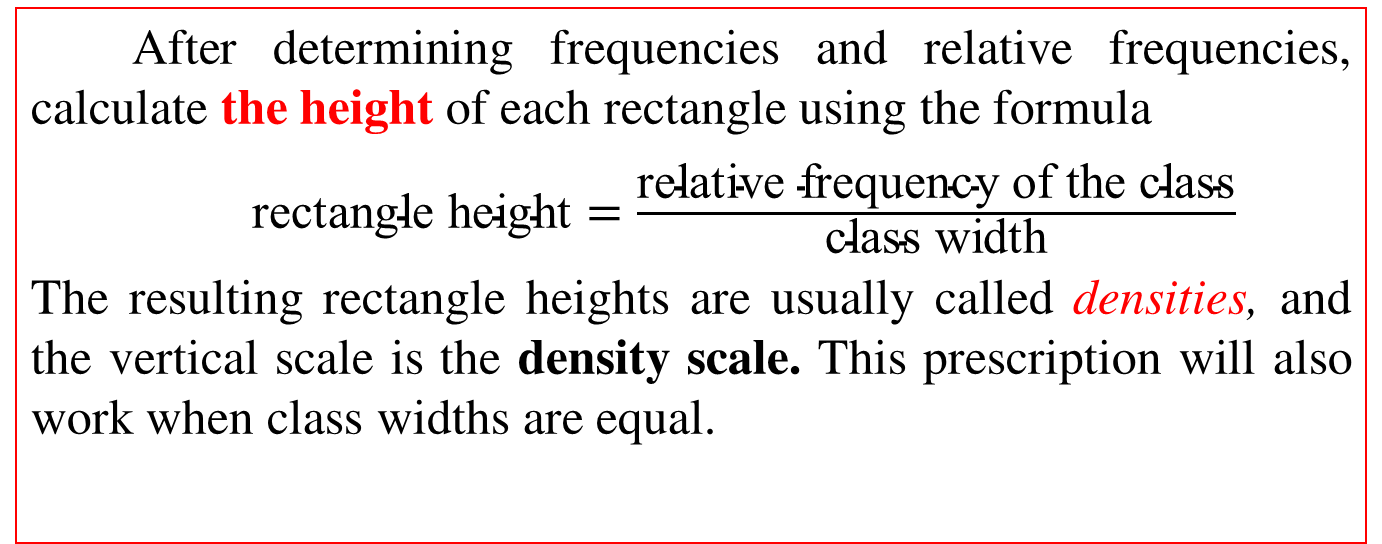 After determining frequencies and relative frequencies,
calculate the height of each rectangle using the formula
rectangle height = relative frequency of the class / class width
The resulting rectangle heights are usually called densities, and
the vertical scale is the density scale. This prescription will also
work when class widths are equal.